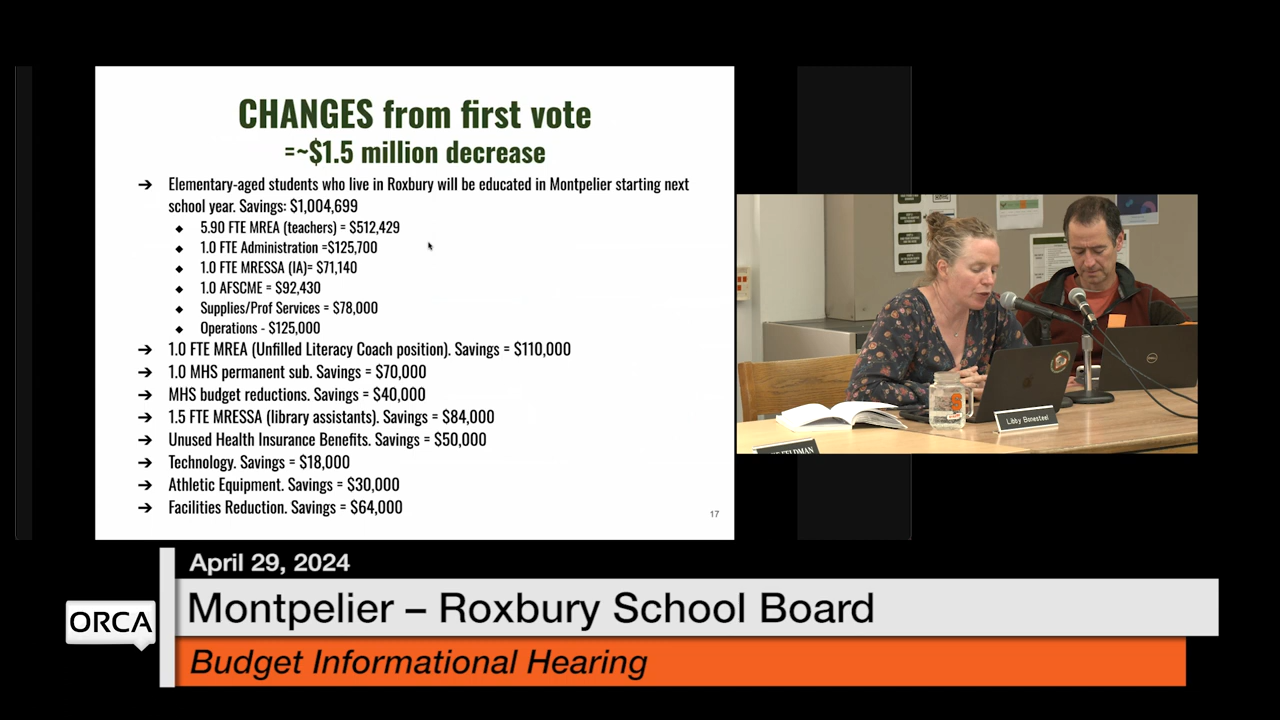 CHANGES from first vote
=~$1.5 million decrease
➔ Elementary-aged students who live in Roxbury will be educated in Montpelier starting next
school year. Savings: $1,004,699
◆ 5.90 FTE MREA (teachers) = $512,429
◆ 1.0 FTE Administration =$125,700
◆ 1.0 FTE MRESSA (IA)= $71,140
◆ 1.0 AFSCME = $92,430
◆ Supplies/Prof Services = $78,000
◆ Operations - $125,000
➔ 1.0 FTE MREA (Unfilled Literacy Coach position). Savings = $110,000
➔ 1.0 MHS permanent sub. Savings = $70,000
➔ MHS budget reductions. Savings = $40,000
➔ 1.5 FTE MRESSA (library assistants). Savings = $84,000
➔ Unused Health Insurance Benefits. Savings = $50,000
➔ Technology. Savings = $18,000
➔ Athletic Equipment. Savings = $30,000
➔ Facilities Reduction. Savings = $64,000
17
Libby Bonesteel
FELDMAN
DELL
April 29, 2024
ORCA
Montpelier – Roxbury School Board
Budget Informational Hearing